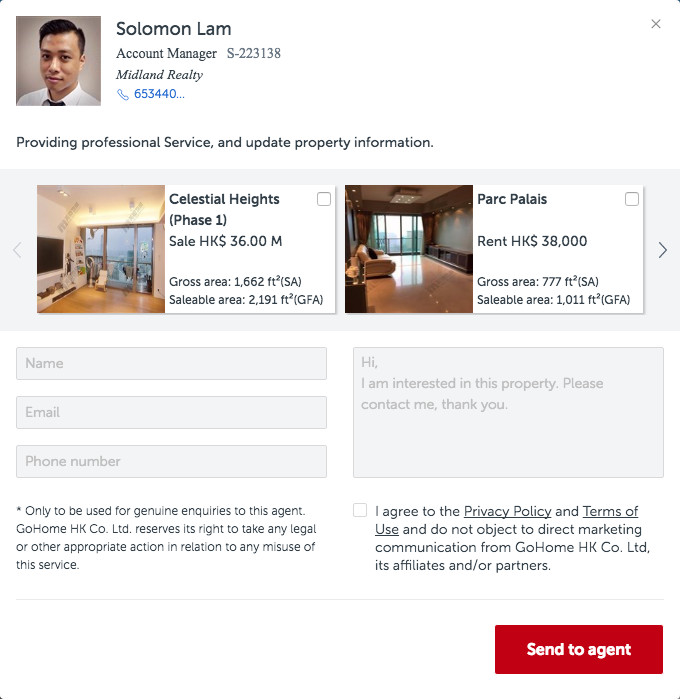 Solomon Lam
Account Manager S-223138
Midland Realty
653440...
Providing professional Service, and update property information.
Celestial Heights
(Phase 1)
Sale HK$ 36.00 M
Gross area: 1,662 ft²(SA)
Saleable area: 2,191 ft²(GFA)
Parc Palais
Rent HK$ 38,000
Gross area: 777 ft²(SA)
Saleable area: 1,011 ft²(GFA)
Name
Email
Phone number
Hi,
I am interested in this property. Please
contact me, thank you.
* Only to be used for genuine enquiries to this agent.
GoHome HK Co. Ltd. reserves its right to take any legal
or other appropriate action in relation to any misuse of
this service.
I agree to the Privacy Policy and Terms of
Use and do not object to direct marketing
communication from GoHome HK Co. Ltd,
its affiliates and/or partners.
Send to agent